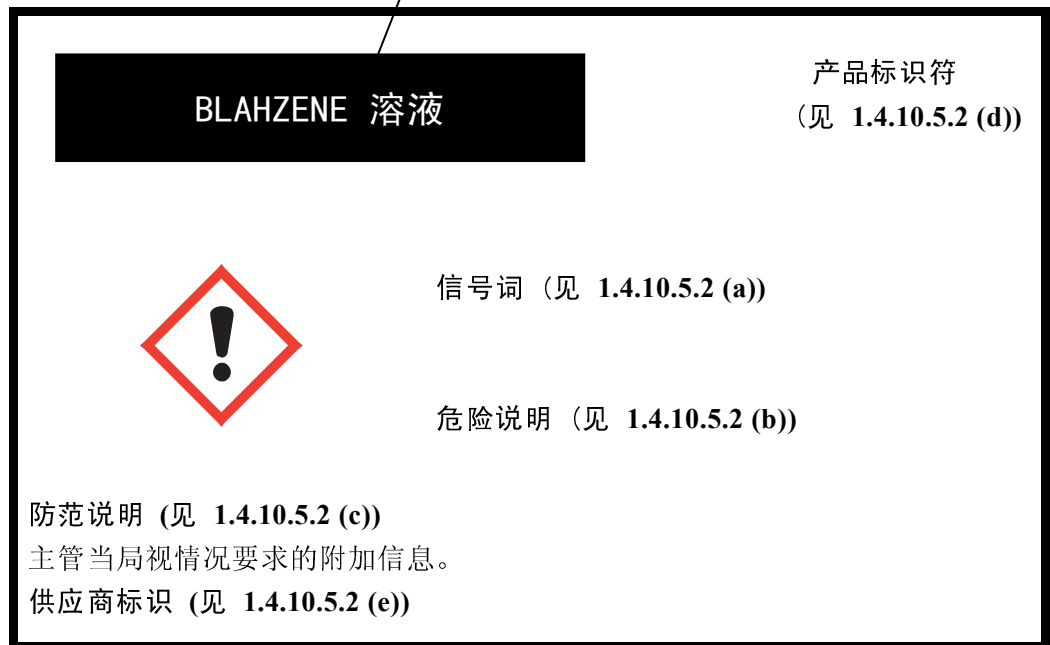 BLAHZENE 溶液
产品标识符
(见 1.4.10.5.2 (d))
信号词 (见 1.4.10.5.2 (a))
危险说明 (见 1.4.10.5.2 (b))
防范说明 (见 1.4.10.5.2 (c))
主管当局视情况要求的附加信息。
供应商标识 (见 1.4.10.5.2 (e))